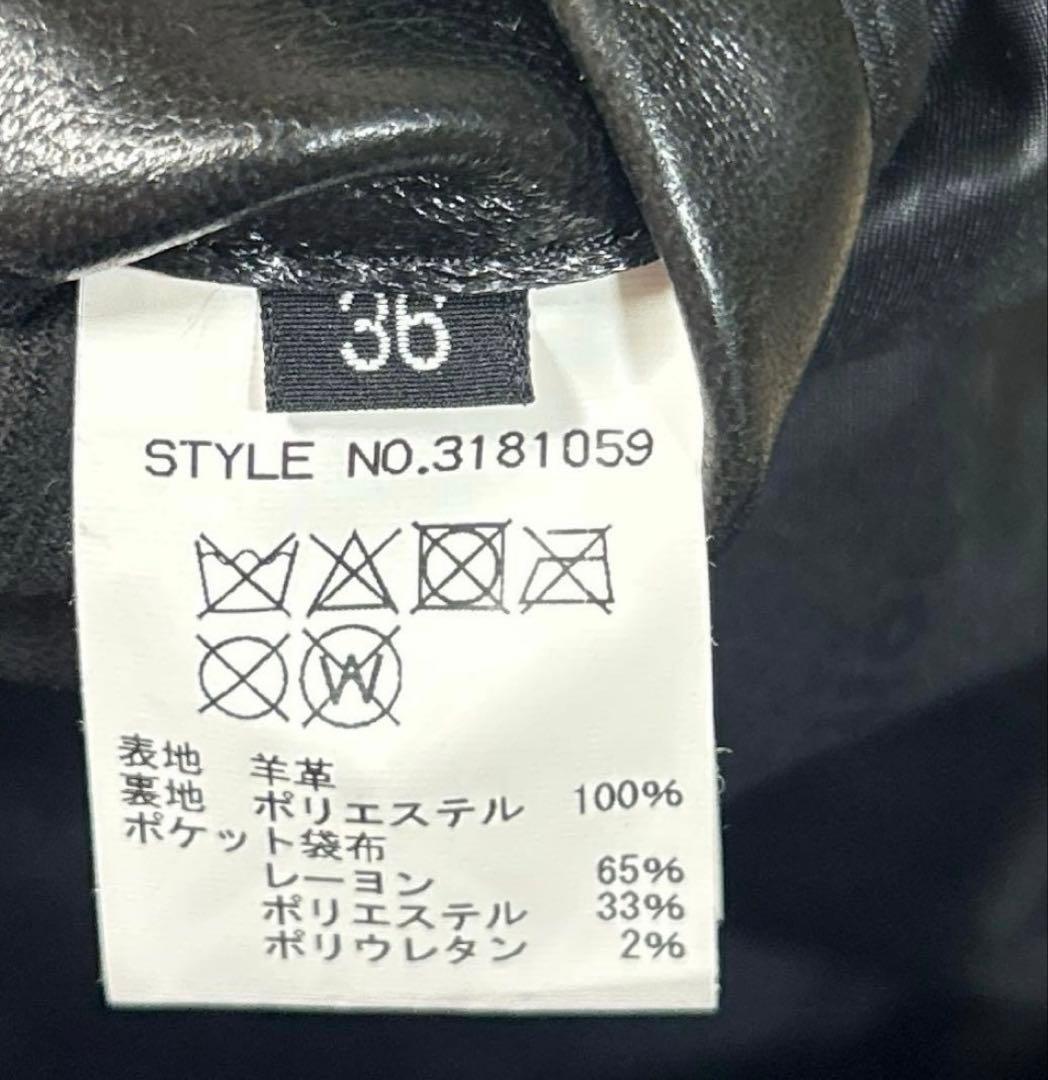 36
STYLE NO.3181059
W
表地 羊革
裏地 ポリエステル 100%
ポケット袋布
レーヨン 65%
ポリエステル 33%
ポリウレタン 2%